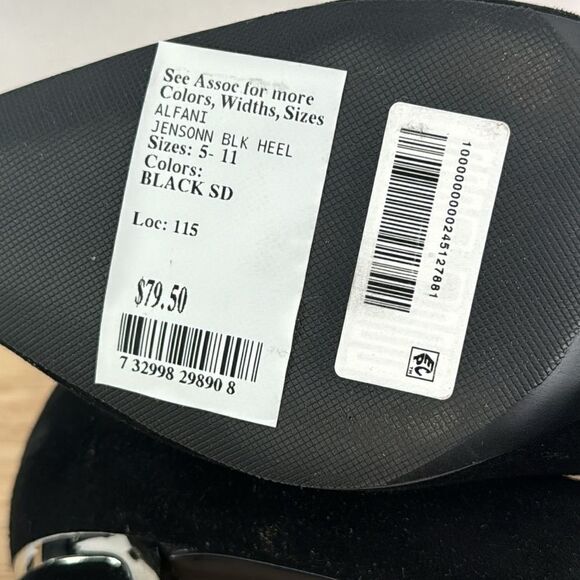 See Assoc for more
Colors, Widths, Sizes
ALFANI
JENSONN BLK HEEL
Sizes: 5- 11
Colors:
BLACK SD
Loc: 115
$79.50
7 32998 29890 8
1000000000245127881